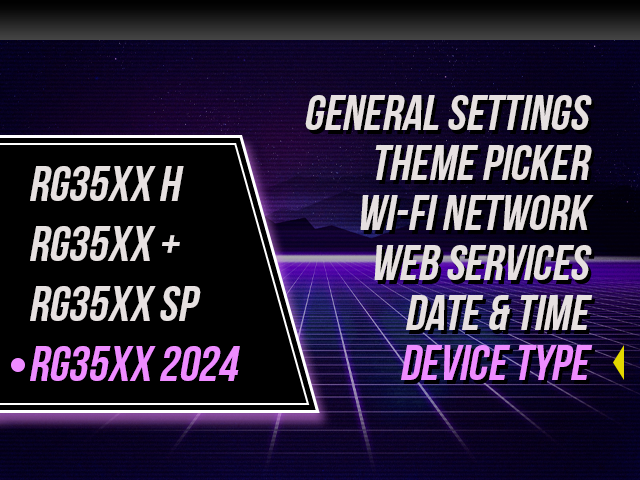 GENERAL SETTINGS
THEME PICKER
WI-FI NETWORK
WEB SERVICES
DATE & TIME
DEVICE TYPE
RG35XX H
RG35XX +
RG35XX SP
RG35XX 2024